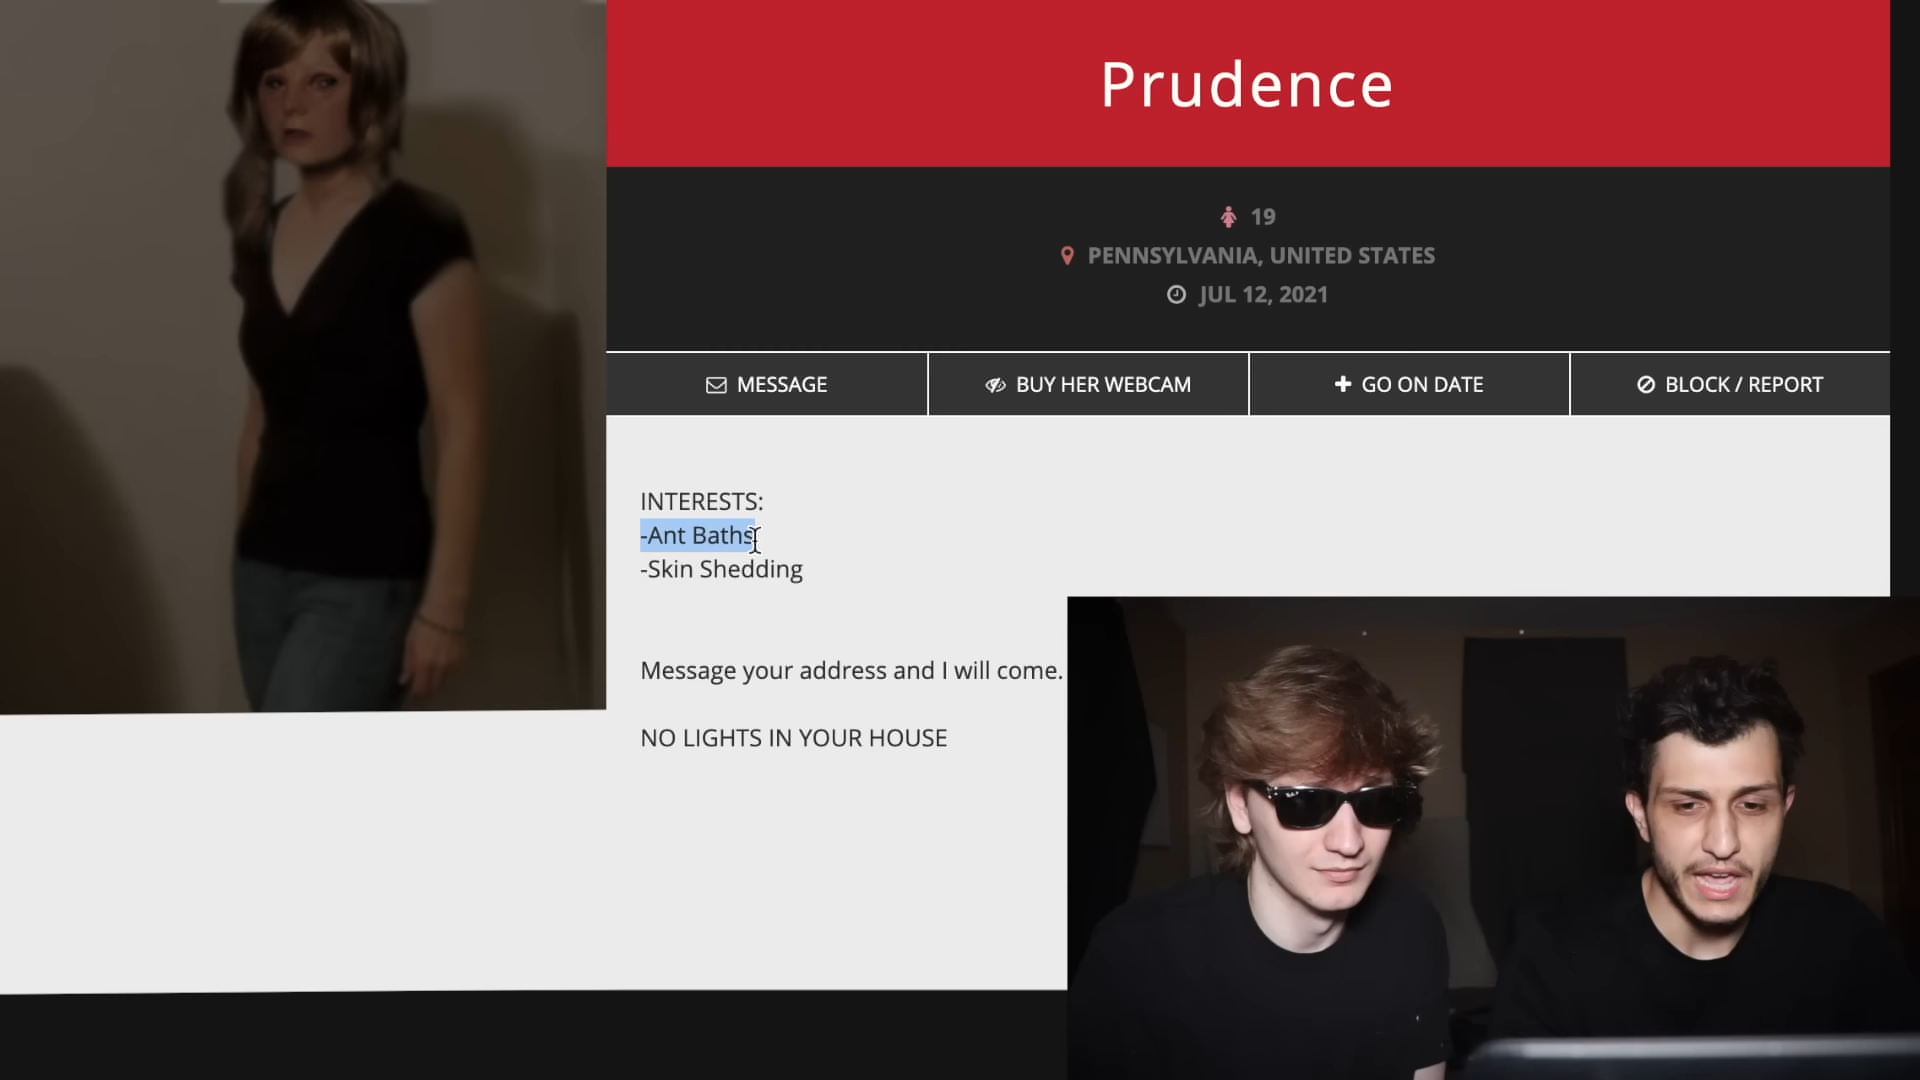 Prudence
19
PENNSYLVANIA, UNITED STATES
JUL 12, 2021
MESSAGE
BUY HER WEBCAM
GO ON DATE
BLOCK / REPORT
INTERESTS:
-Ant Baths
-Skin Shedding
Message your address and I will come.
NO LIGHTS IN YOUR HOUSE